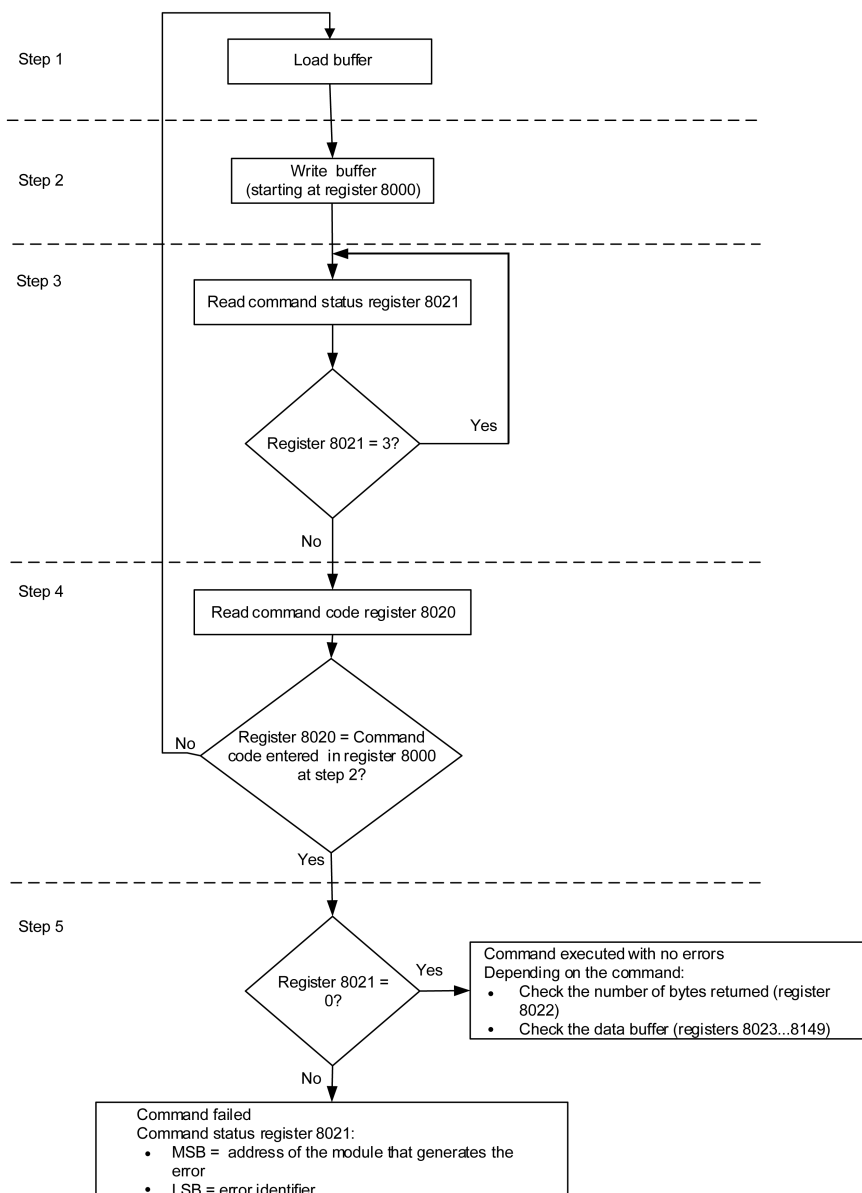 Step 1
Load buffer
Step 2
Write buffer
(starting at register 8000)
Step 3
Read command status register 8021
Yes
Register 8021 = 3?
No
Step 4
Read command code register 8020
No
Register 8020 = Command
code entered in register 8000
at step 2?
Yes
Step 5
Register 8021 =
0?
Yes
Command executed with no errors
Depending on the command:
• Check the number of bytes returned (register
8022)
• Check the data buffer (registers 8023...8149)
No
Command failed
Command status register 8021:
• MSB = address of the module that generates the
error
• LSB = error identifier